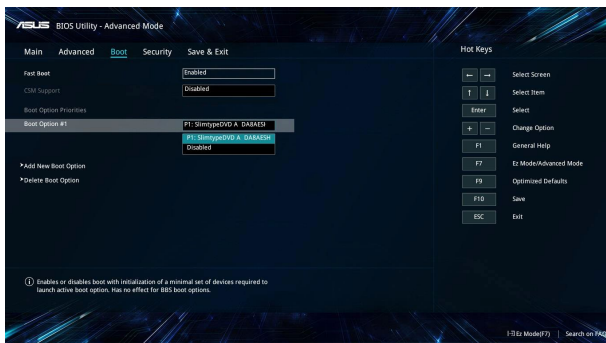 ASUS BIOS Utility - Advanced Mode
Main Advanced Boot Security Save & Exit
Hot Keys
Fast Boot Enabled
CSM Support Disabled
Boot Option Priorities
Boot Option #1 P1: SlimtypeDVD A DA8AESI
P1: SlimtypeDVD A DA8AESH
Disabled
>Add New Boot Option
>Delete Boot Option
← → Select Screen
↑ ↓ Select Item
Enter Select
+ − Change Option
F1 General Help
F7 Ez Mode/Advanced Mode
F9 Optimized Defaults
F10 Save
ESC Exit
i Enables or disables boot with initialization of a minimal set of devices required to
launch active boot option. Has no effect for BBS boot options.
Ez Mode(F7) | Search on FAQ